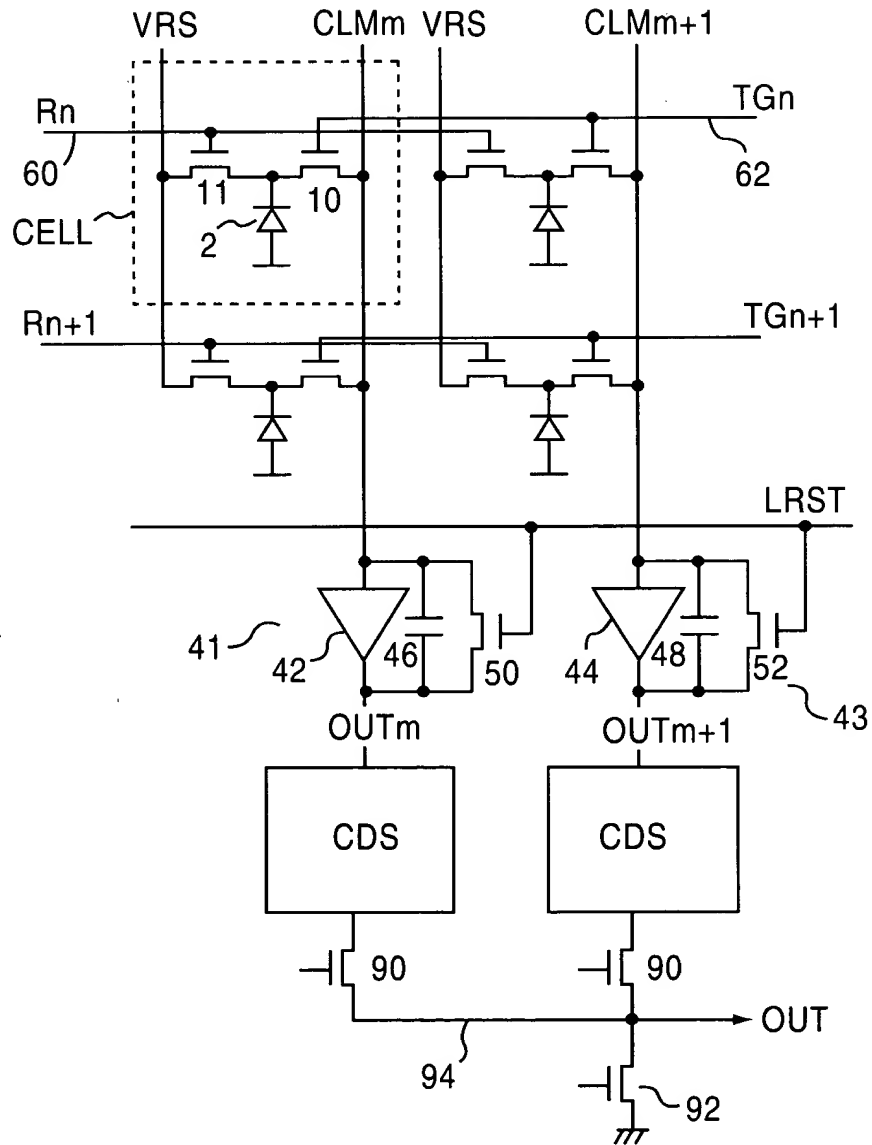 VRS CLMm VRS CLMm+1
Rn TGn
60 11 10 62
CELL 2
Rn+1 TGn+1
LRST
41 42 46 50 44 48 52
43
OUTm OUTm+1
CDS CDS
90 90
OUT
94 92